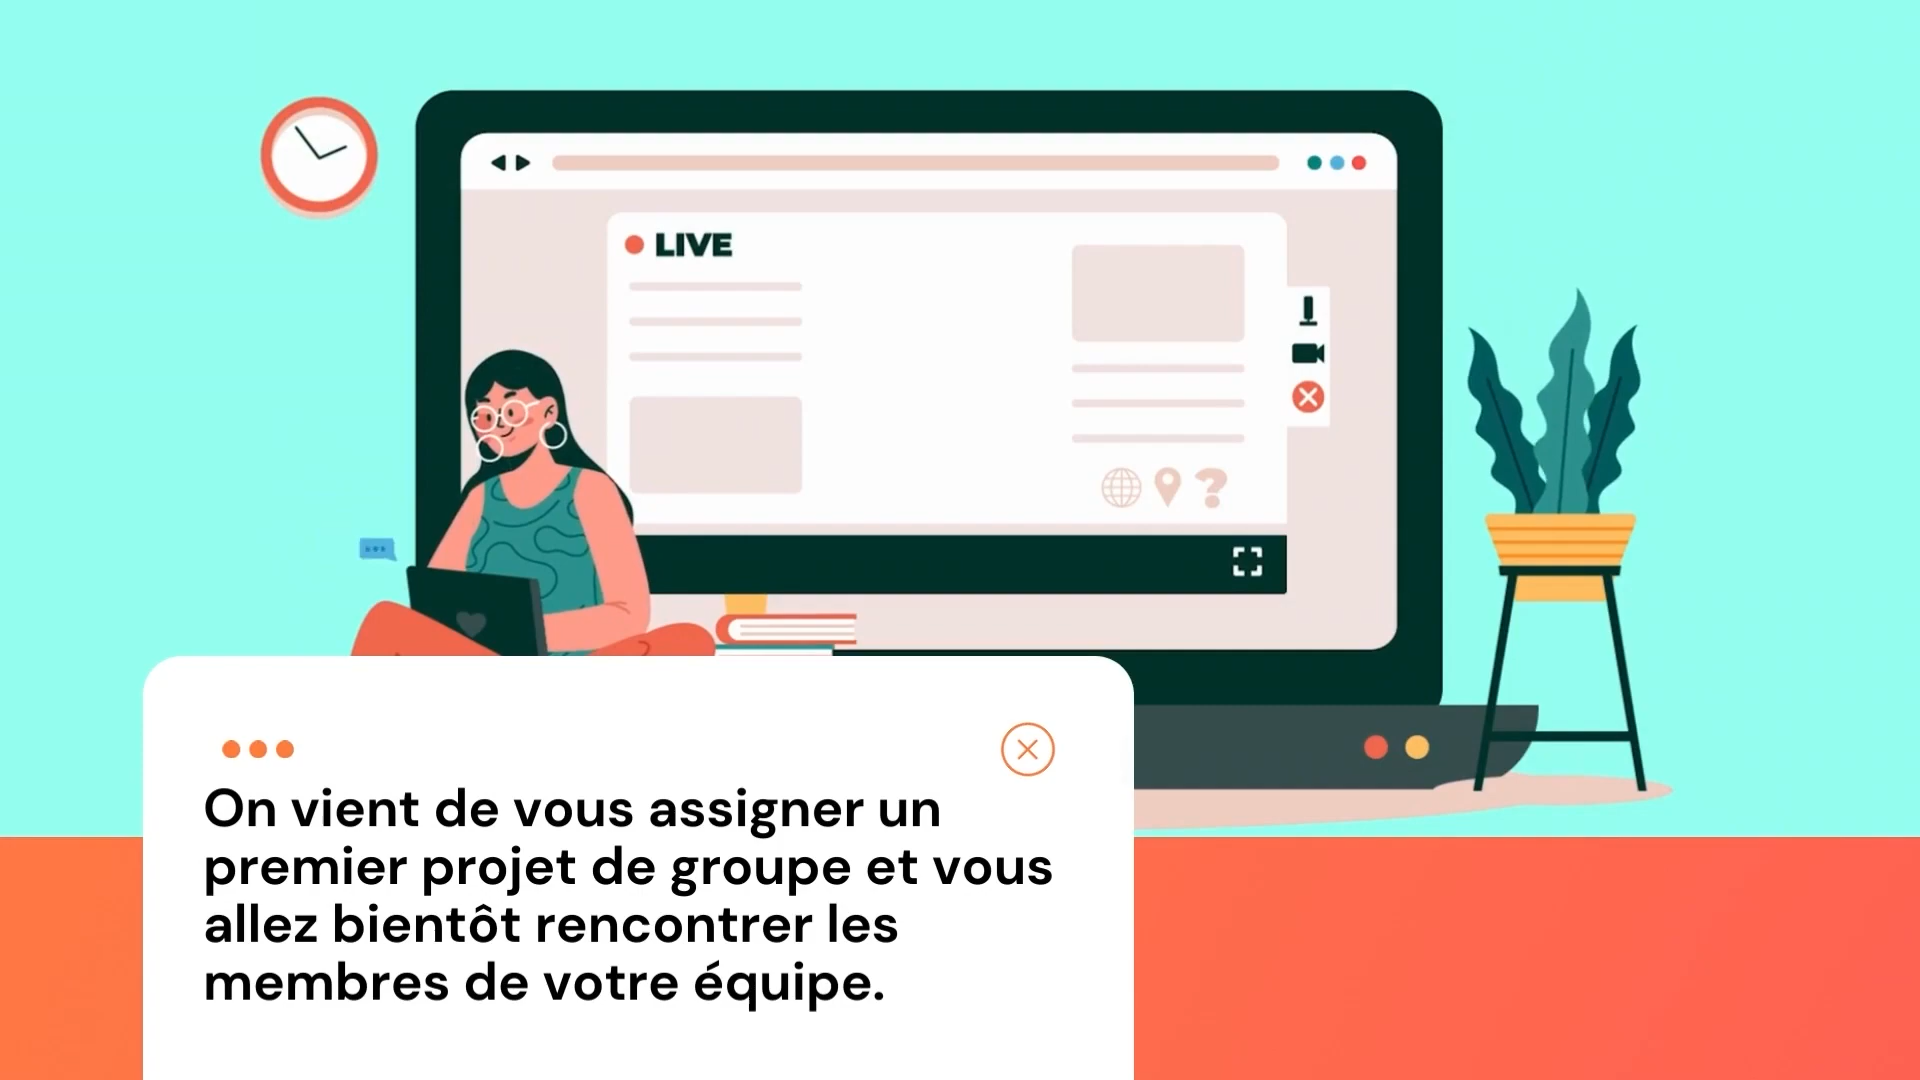 LIVE
On vient de vous assigner un
premier projet de groupe et vous
allez bientôt rencontrer les
membres de votre équipe.